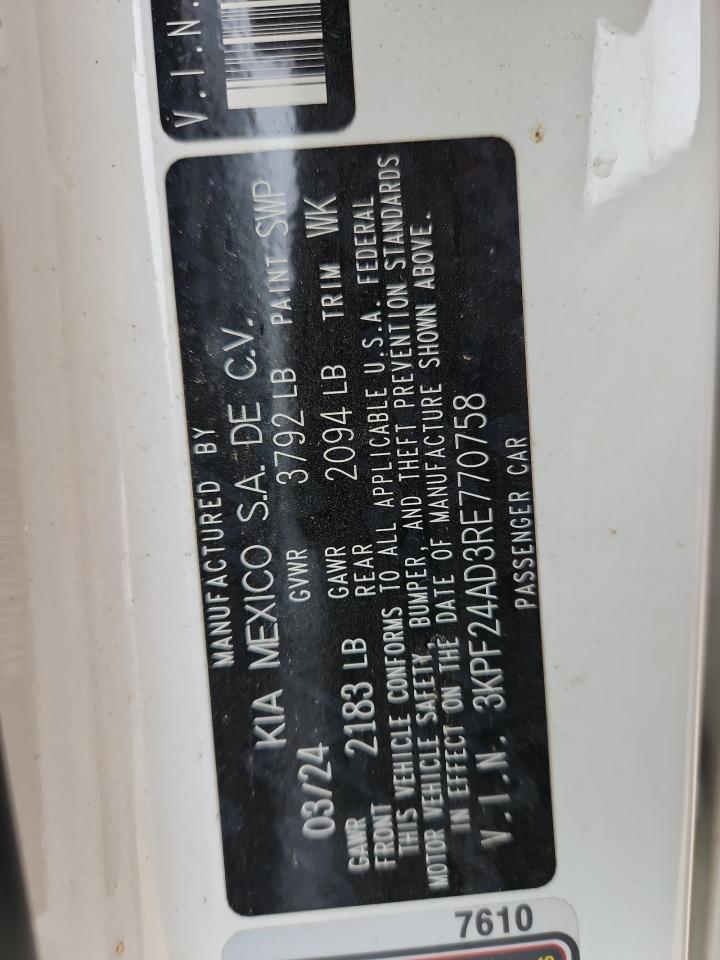 V.I.N.
MANUFACTURED BY
KIA MEXICO S.A. DE C.V.
03/24 GVWR 3792 LB PAINT SWP
GAWR FRONT 2183 LB GAWR REAR 2094 LB TRIM WK
THIS VEHICLE CONFORMS TO ALL APPLICABLE U.S.A. FEDERAL
MOTOR VEHICLE SAFETY, BUMPER, AND THEFT PREVENTION STANDARDS
IN EFFECT ON THE DATE OF MANUFACTURE SHOWN ABOVE.
V.I.N. 3KPF24AD3RE770758
PASSENGER CAR
7610